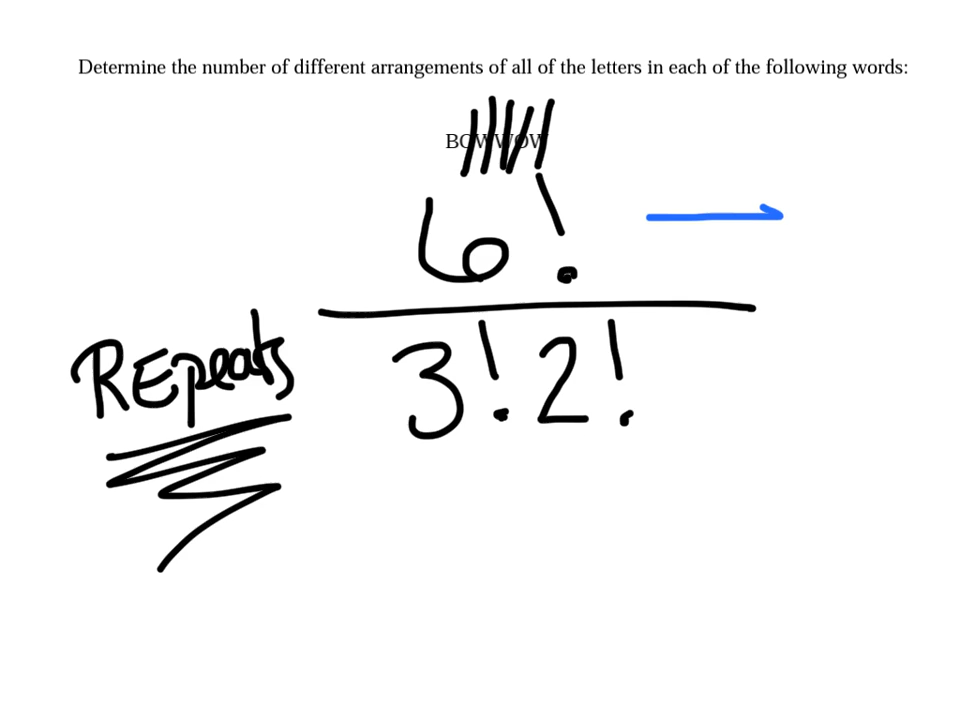 Determine the number of different arrangements of all of the letters in each of the following words:
BOWWOW
6!
REpeats
3!2!